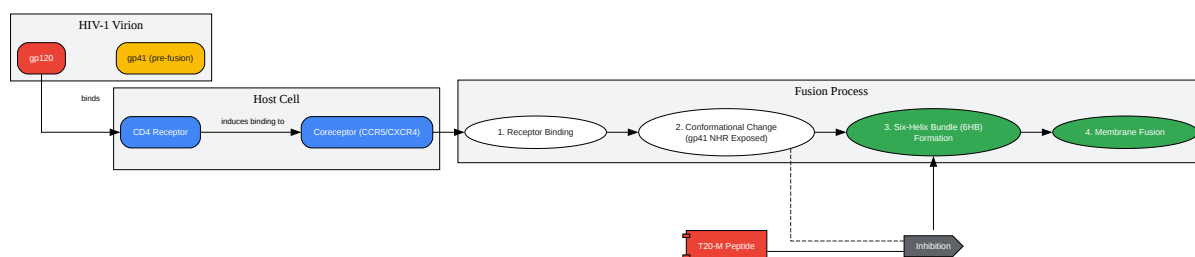 HIV-1 Virion
gp120
gp41 (pre-fusion)
binds
Host Cell
CD4 Receptor
induces binding to
Coreceptor (CCR5/CXCR4)
Fusion Process
1. Receptor Binding
2. Conformational Change
(gp41 NHR Exposed)
3. Six-Helix Bundle (6HB)
Formation
4. Membrane Fusion
T20-M Peptide
Inhibition